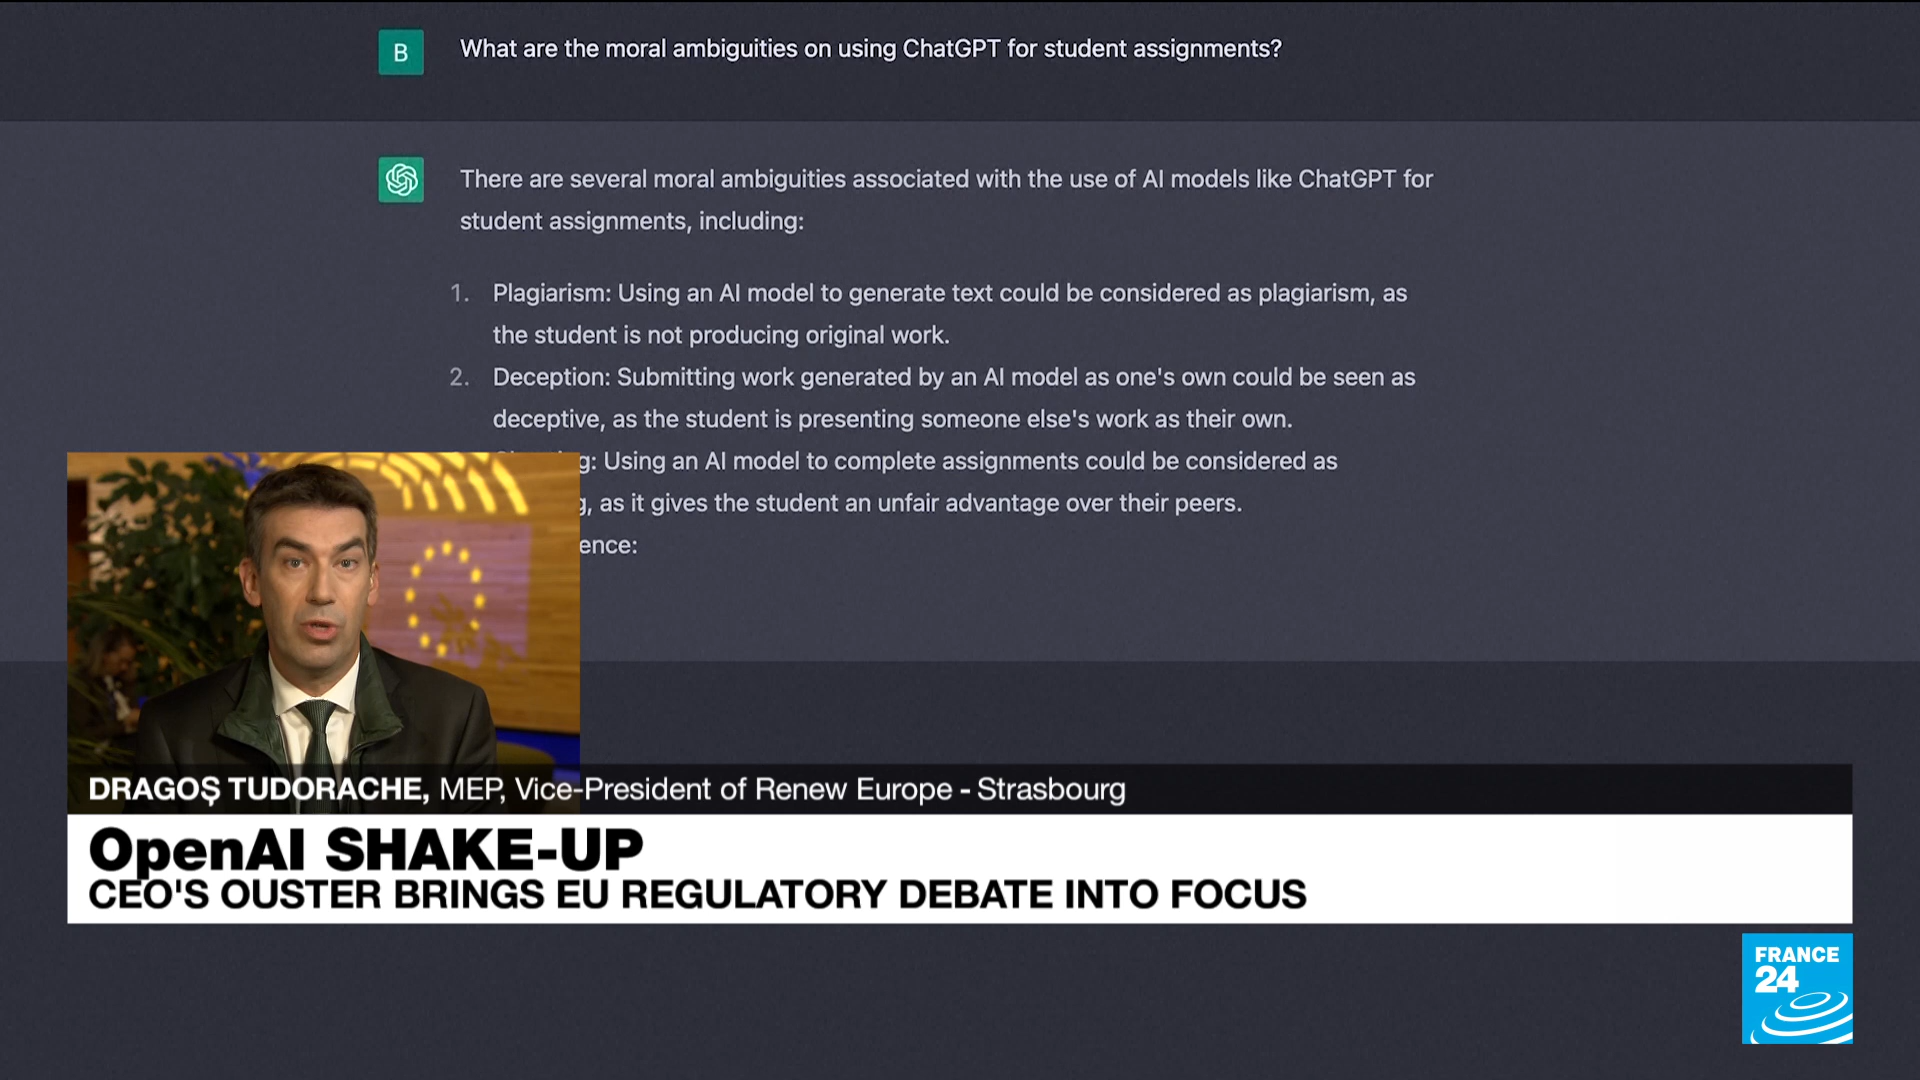 B
What are the moral ambiguities on using ChatGPT for student assignments?
There are several moral ambiguities associated with the use of AI models like ChatGPT for
student assignments, including:
1. Plagiarism: Using an AI model to generate text could be considered as plagiarism, as
the student is not producing original work.
2. Deception: Submitting work generated by an AI model as one's own could be seen as
deceptive, as the student is presenting someone else's work as their own.
Using an AI model to complete assignments could be considered as
as it gives the student an unfair advantage over their peers.
DRAGOȘ TUDORACHE, MEP, Vice-President of Renew Europe - Strasbourg
OpenAI SHAKE-UP
CEO'S OUSTER BRINGS EU REGULATORY DEBATE INTO FOCUS
FRANCE
24